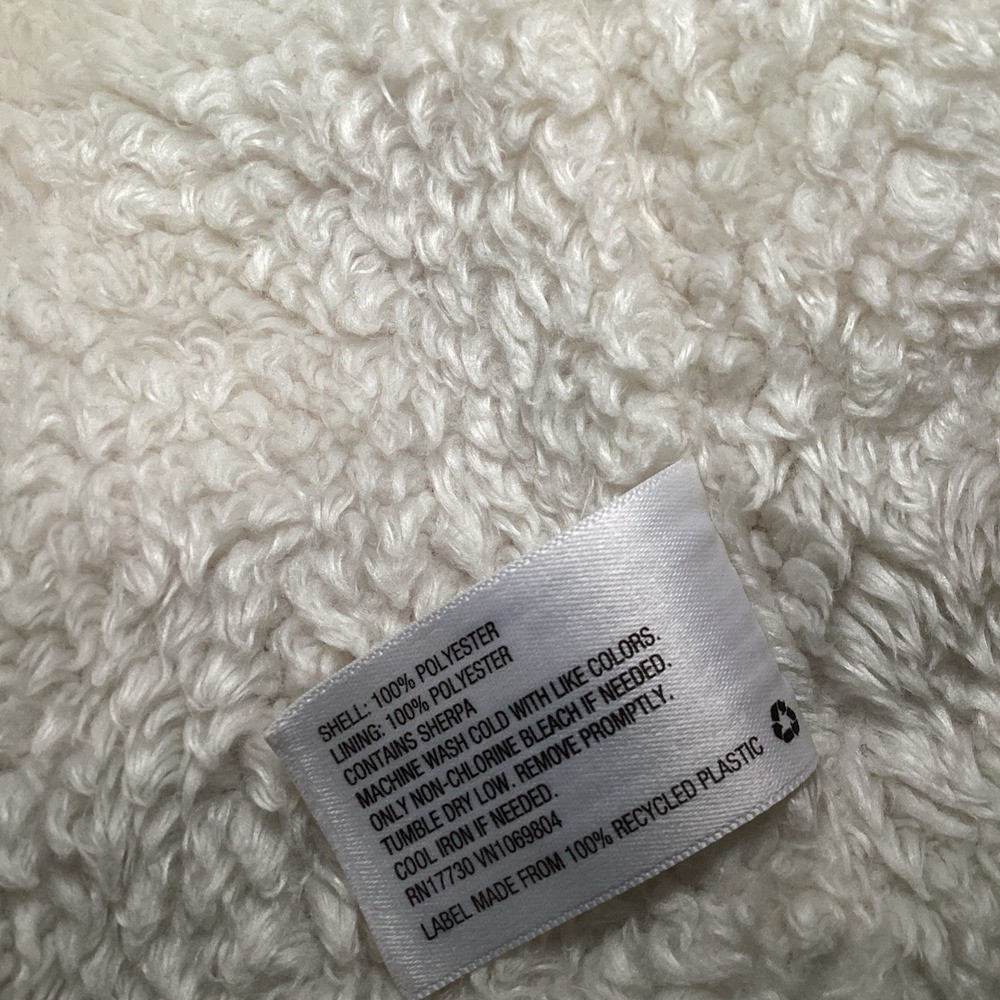 SHELL: 100% POLYESTER
LINING: 100% POLYESTER
CONTAINS SHERPA
MACHINE WASH COLD WITH LIKE COLORS.
ONLY NON-CHLORINE BLEACH IF NEEDED.
TUMBLE DRY LOW. REMOVE PROMPTLY.
COOL IRON IF NEEDED.
RN17730 VN1069804
LABEL MADE FROM 100% RECYCLED PLASTIC